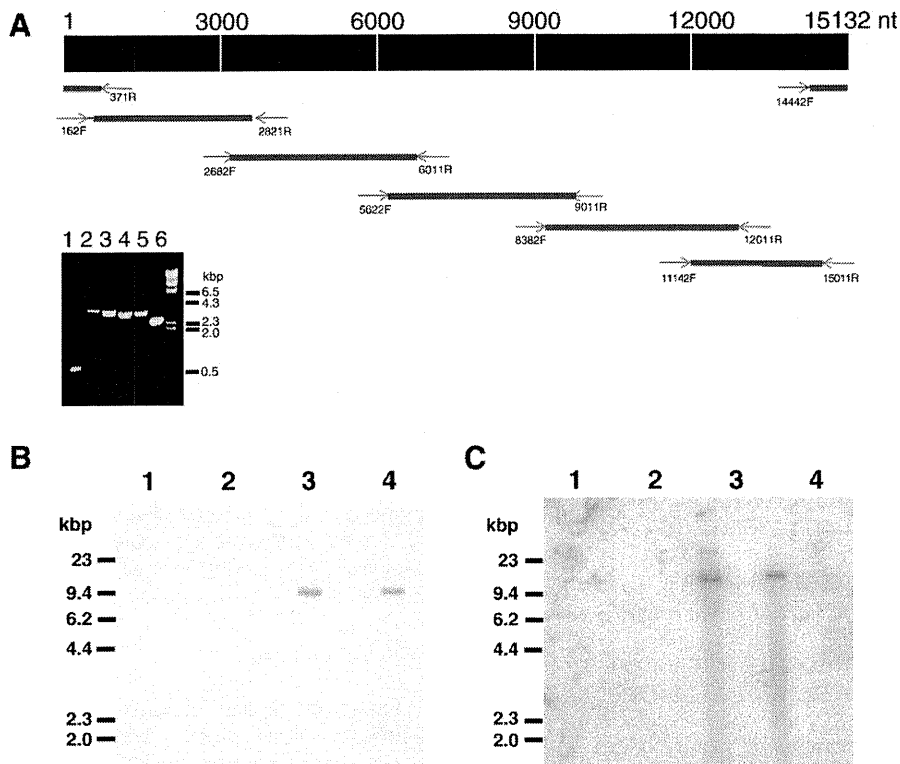 A
1 3000 6000 9000 12000 15132 nt
371R 14442F
162F 2821R
2682F 6011R
5622F 9011R
8382F 12011R
11142F 15011R
1 2 3 4 5 6
kbp
6.5
4.3
2.3
2.0
0.5
B
1 2 3 4
kbp
23
9.4
6.2
4.4
2.3
2.0
C
1 2 3 4
kbp
23
9.4
6.2
4.4
2.3
2.0